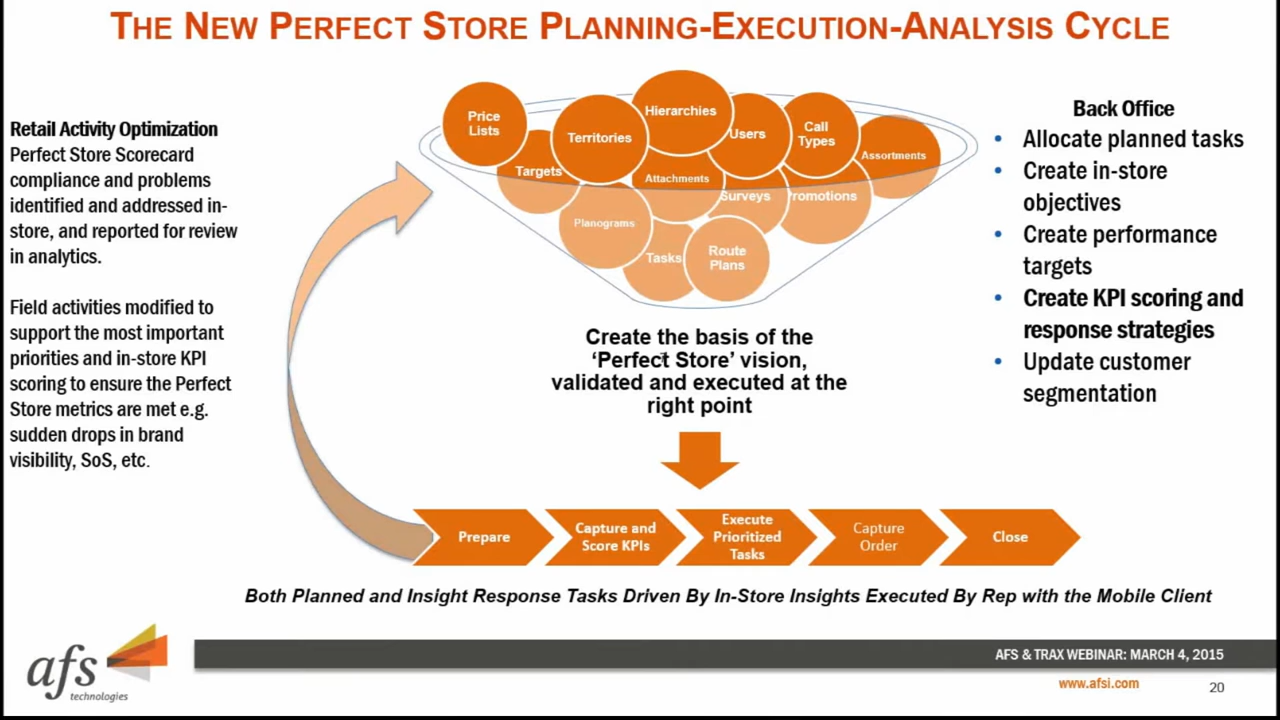 THE NEW PERFECT STORE PLANNING-EXECUTION-ANALYSIS CYCLE
Retail Activity Optimization
Perfect Store Scorecard
compliance and problems
identified and addressed in-
store, and reported for review
in analytics.
Field activities modified to
support the most important
priorities and in-store KPI
scoring to ensure the Perfect
Store metrics are met e.g.
sudden drops in brand
visibility, SoS, etc.
Price
Lists
Territories
Hierarchies
Users
Call
Types
Assortments
Targets
Attachments
Surveys
Promotions
Planograms
Tasks
Route
Plans
Create the basis of the
‘Perfect Store’ vision,
validated and executed at the
right point
Back Office
• Allocate planned tasks
• Create in-store
objectives
• Create performance
targets
• Create KPI scoring and
response strategies
• Update customer
segmentation
Prepare
Capture and
Score KPIs
Execute
Prioritized
Tasks
Capture
Order
Close
Both Planned and Insight Response Tasks Driven By In-Store Insights Executed By Rep with the Mobile Client
afs
technologies
AFS & TRAX WEBINAR: MARCH 4, 2015
www.afsi.com
20